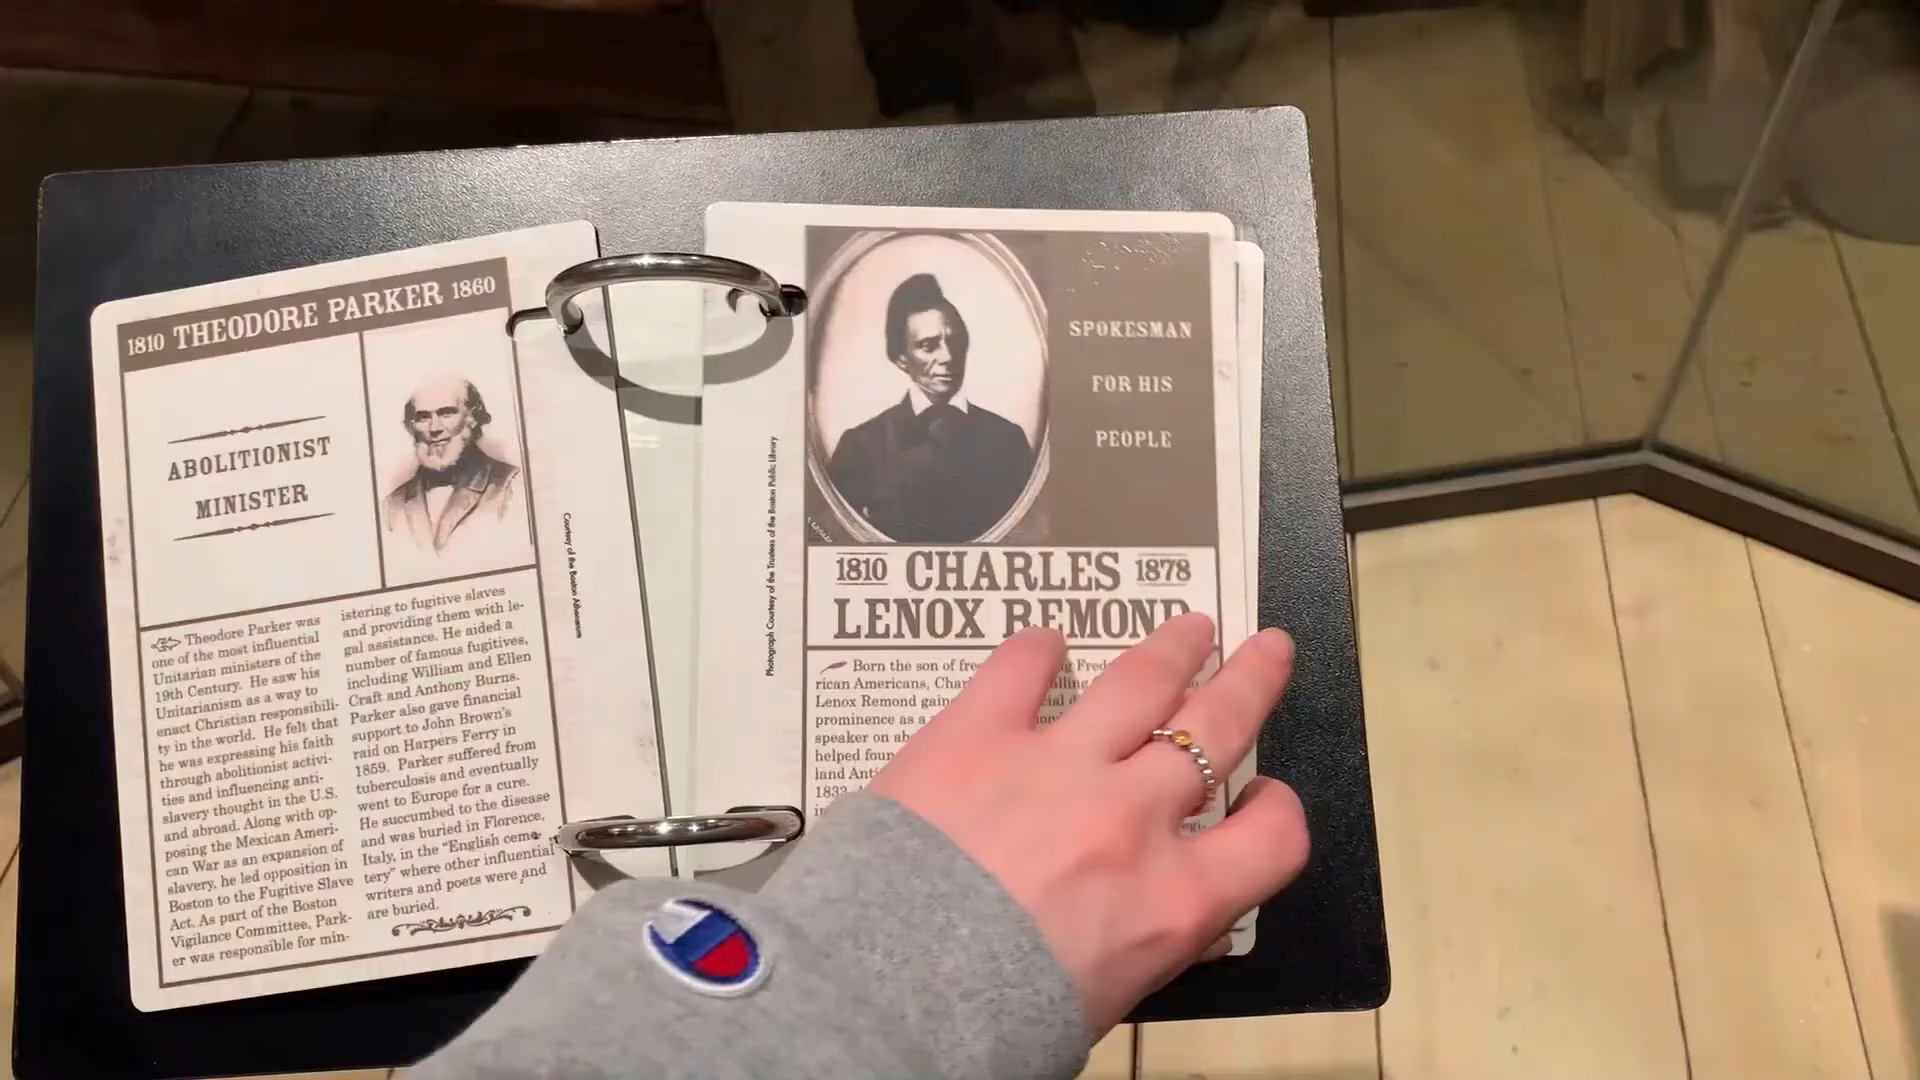 1810 THEODORE PARKER 1860
ABOLITIONIST
MINISTER
Theodore Parker was
one of the most influential
Unitarian ministers of the
19th Century. He saw his
Unitarianism as a way to
enact Christian responsibili-
ty in the world. He felt that
he was expressing his faith
through abolitionist activi-
ties and influencing anti-
slavery thought in the U.S.
and abroad. Along with op-
posing the Mexican Ameri-
can War as an expansion of
slavery, he led opposition in
Boston to the Fugitive Slave
Act. As part of the Boston
Vigilance Committee, Park-
er was responsible for min-
istering to fugitive slaves
and providing them with le-
gal assistance. He aided a
number of famous fugitives,
including William and Ellen
Craft and Anthony Burns.
Parker also gave financial
support to John Brown's
raid on Harpers Ferry in
1859. Parker suffered from
tuberculosis and eventually
went to Europe for a cure.
He succumbed to the disease
and was buried in Florence,
Italy, in the "English ceme-
tery" where other influential
writers and poets were and
are buried.
Courtesy of the Boston Athenaeum
Photograph Courtesy of the Trustees of the Boston Public Library
SPOKESMAN
FOR HIS
PEOPLE
1810 CHARLES 1878
LENOX REMOND
Born the son of free
rican Americans, Char
Lenox Remond gain
prominence as a
speaker on ab
helped foun
land Anti
1833.